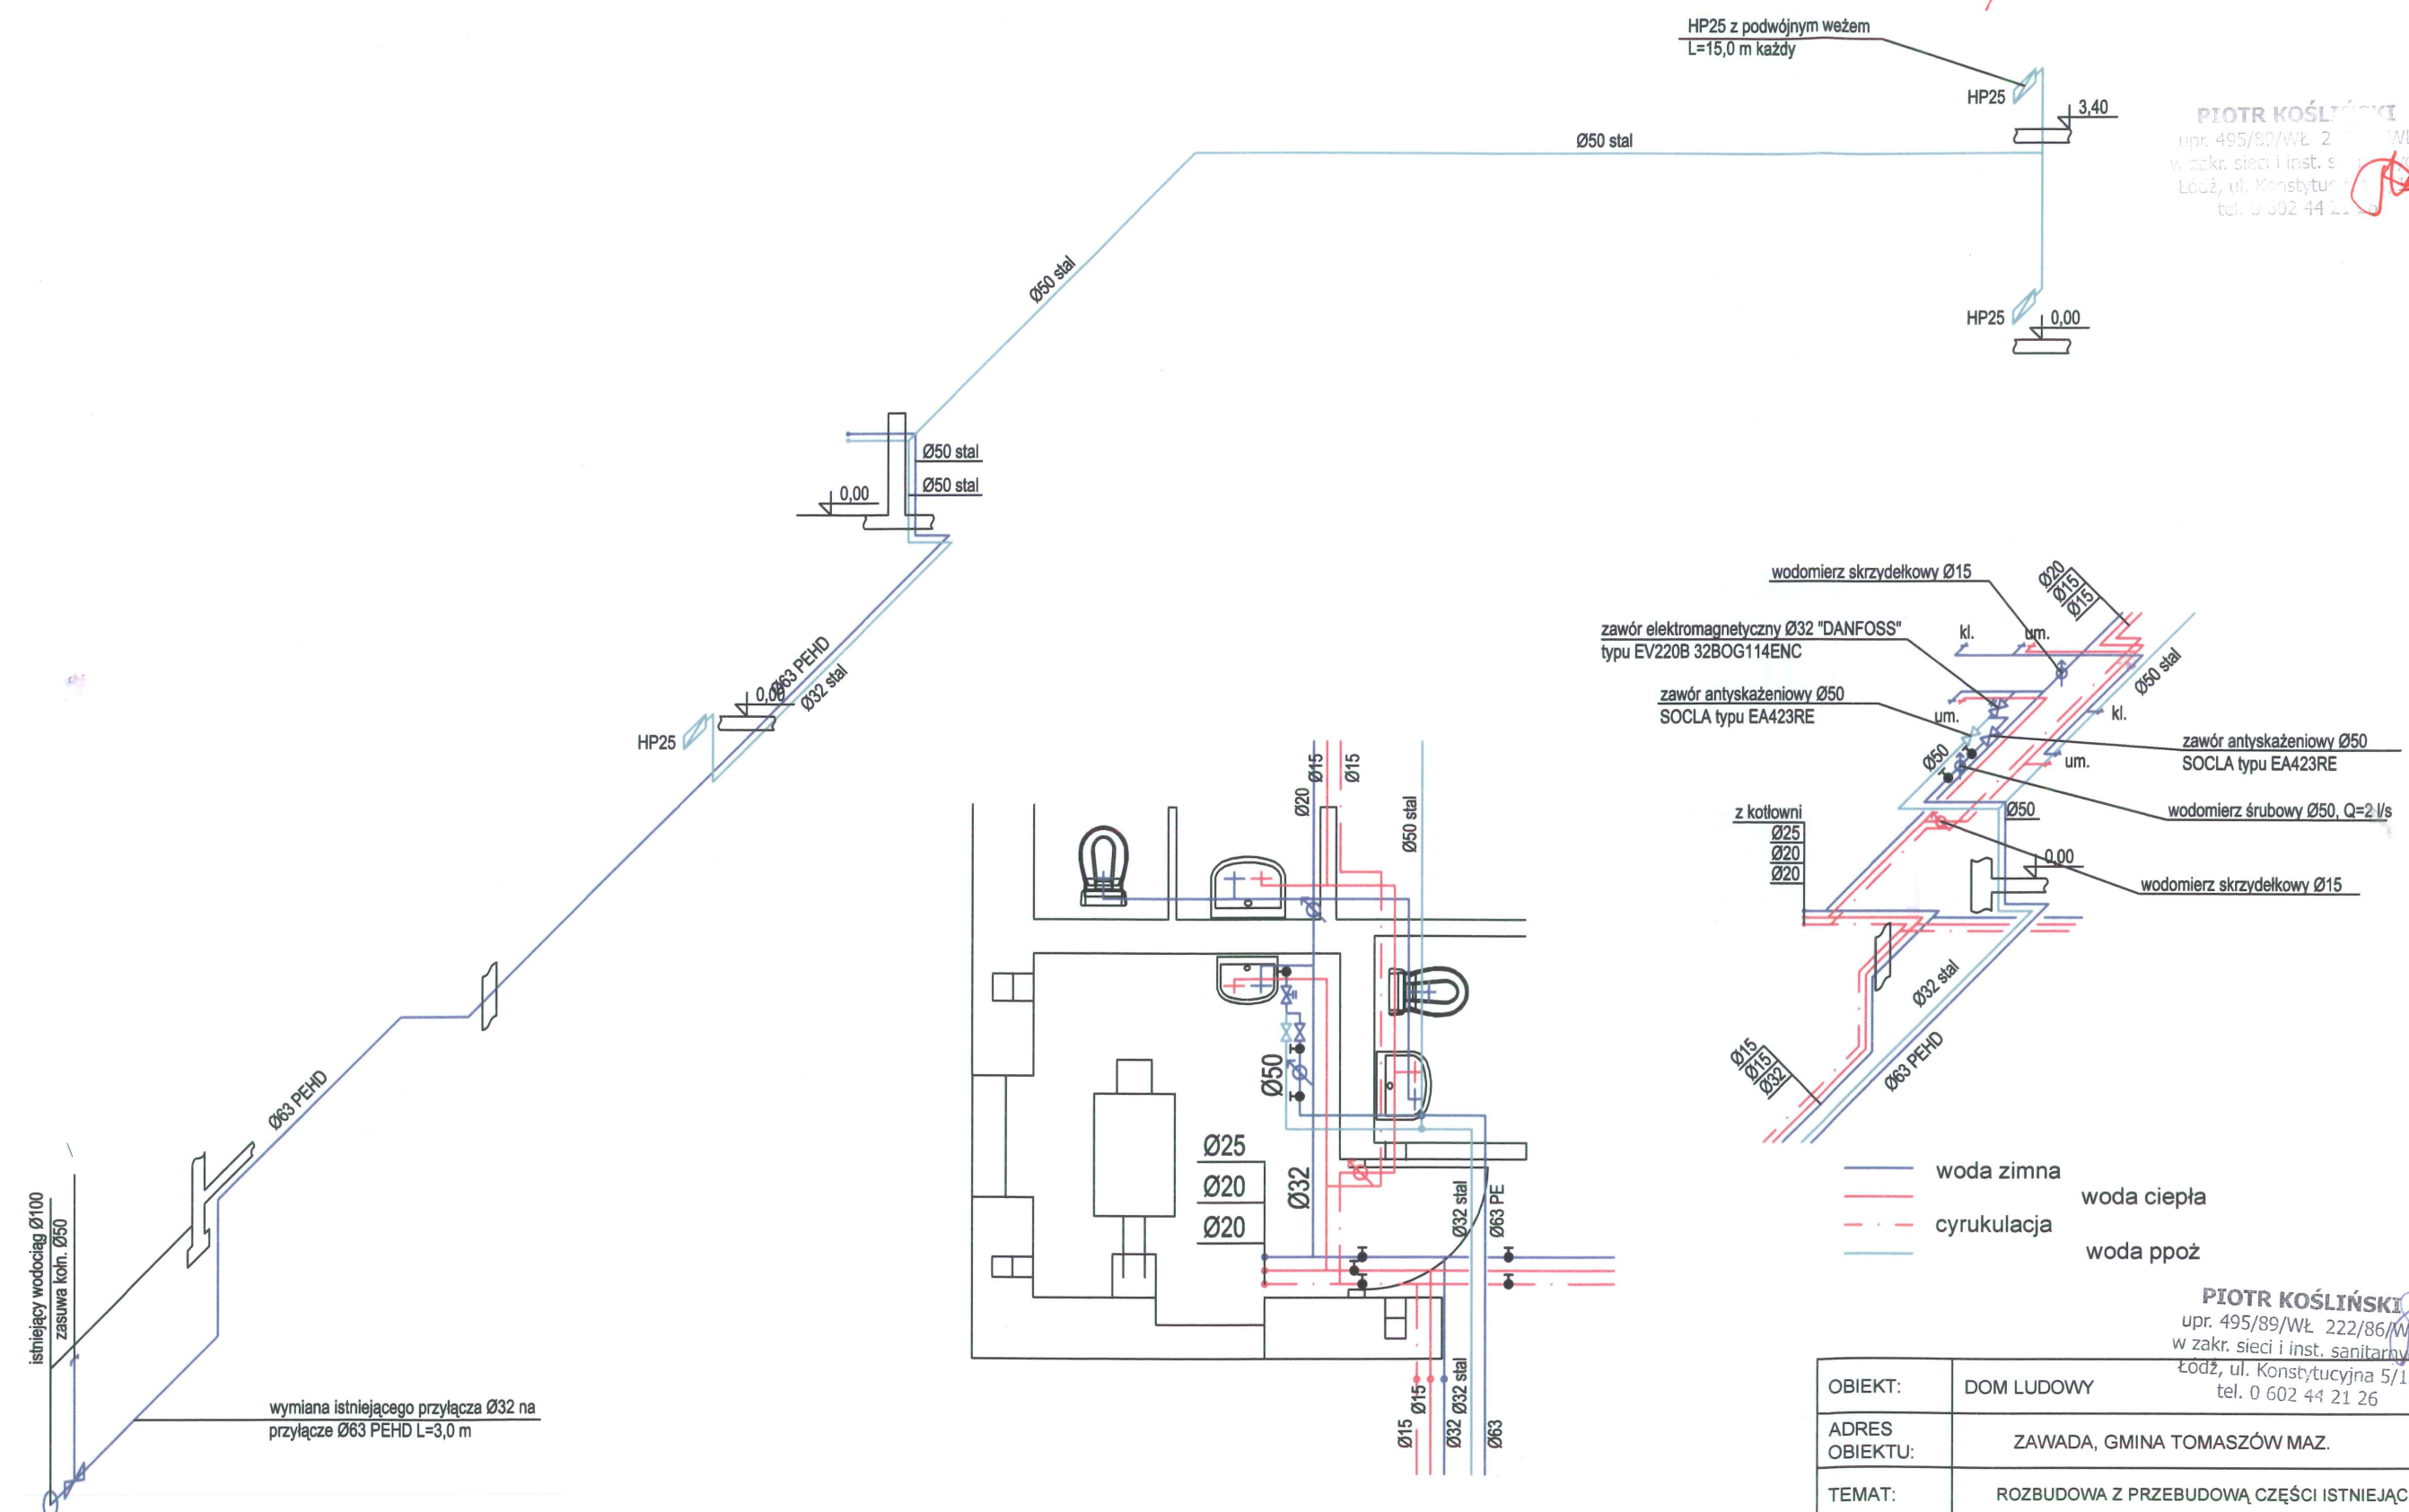 HP25 z podwójnym wężem
L=15,0 m każdy
HP25
3,40
PIOTR
upr. 495/89/WŁ
w zakr. sieci i inst.
Łódź, ul.
tel. 0 602 44
Ø50 stal
Ø50 stal
HP25
0,00
Ø50 stal
Ø50 stal
0,00
Ø63 PEHD
Ø32 stal
0,00
HP25
wodomierz skrzydełkowy Ø15
Ø20
Ø15
Ø15
zawór elektromagnetyczny Ø32 "DANFOSS"
typu EV220B 32BOG114ENC
kl.
um.
Ø50 stal
zawór antyskażeniowy Ø50
SOCLA typu EA423RE
um.
kl.
Ø50
um.
zawór antyskażeniowy Ø50
SOCLA typu EA423RE
wodomierz śrubowy Ø50, Q=2 l/s
Ø50
z kotłowni
Ø25
Ø20
Ø20
0,00
wodomierz skrzydełkowy Ø15
Ø32 stal
Ø63 PEHD
Ø15
Ø15
Ø32
Ø20
Ø15
Ø15
Ø50 stal
Ø50
Ø25
Ø20
Ø20
Ø32
Ø32 stal
Ø63 PE
Ø15
Ø15
Ø32
Ø32 stal
Ø63
Ø63 PEHD
istniejący wodociąg Ø100
zasuwa kołn. Ø50
wymiana istniejącego przyłącza Ø32 na
przyłącze Ø63 PEHD L=3,0 m
woda zimna
woda ciepła
cyrukulacja
woda ppoż
PIOTR KOŚLIŃSKI
upr. 495/89/WŁ 222/86/W
w zakr. sieci i inst. sanitarny
Łódź, ul. Konstytucyjna 5/1
tel. 0 602 44 21 26
OBIEKT: DOM LUDOWY
ADRES
OBIEKTU: ZAWADA, GMINA TOMASZÓW MAZ.
TEMAT: ROZBUDOWA Z PRZEBUDOWĄ CZĘŚCI ISTNIEJĄC